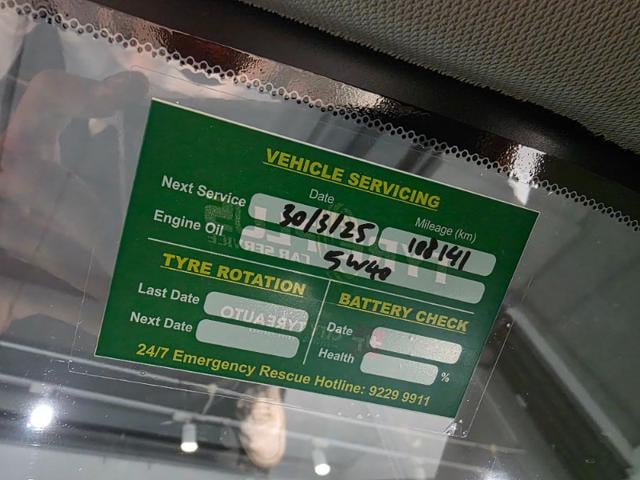 VEHICLE SERVICING
Date Mileage (km)
Next Service 30/3/25 108141
Engine Oil 5W40
TYRE ROTATION
Last Date
Next Date
BATTERY CHECK
Date
Health %
24/7 Emergency Rescue Hotline: 9229 9911
TYREAUTO